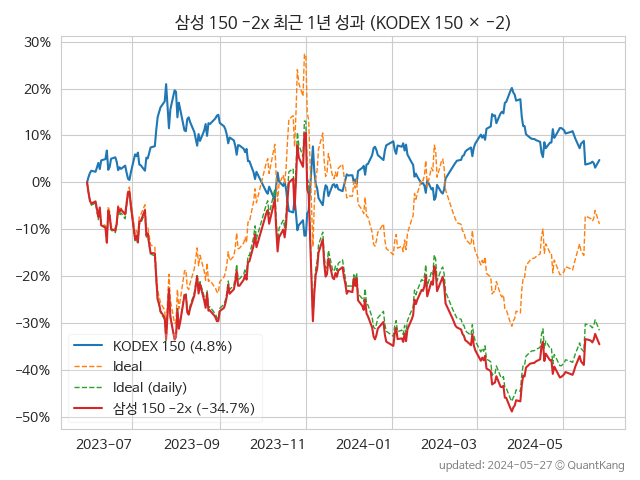 삼성 150 −2x 최근 1년 성과 (KODEX 150 × −2)
30%
20%
10%
0%
−10%
−20%
−30%
−40%
−50%
KODEX 150 (4.8%)
Ideal
Ideal (daily)
삼성 150 −2x (−34.7%)
2023−07 2023−09 2023−11 2024−01 2024−03 2024−05
updated: 2024−05−27 © QuantKang